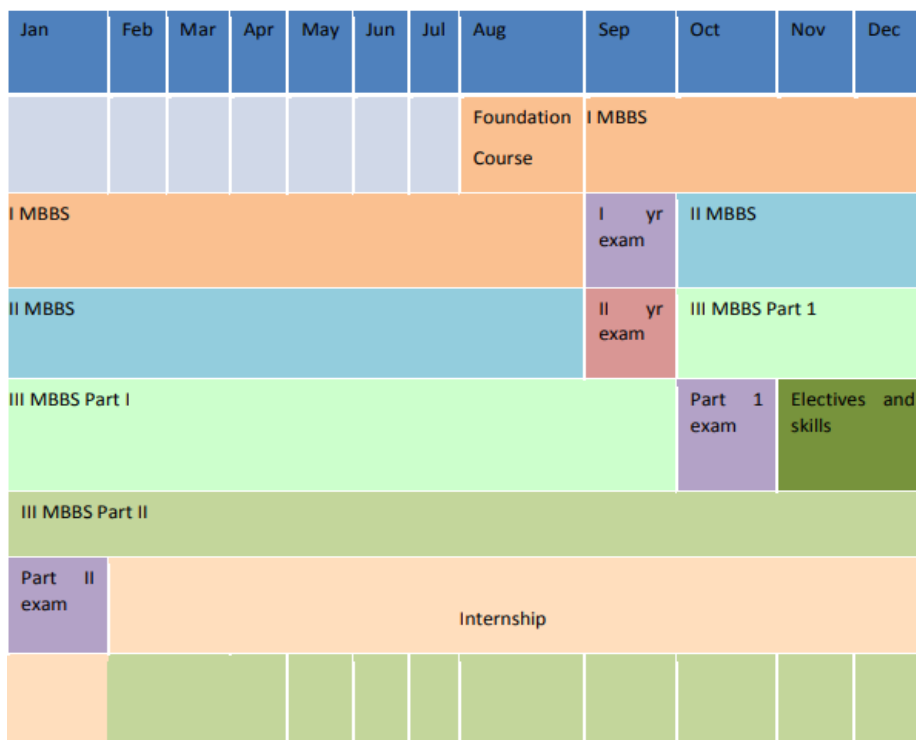 Jan Feb Mar Apr May Jun Jul Aug Sep Oct Nov Dec
Foundation Course
I MBBS
I MBBS
I yr exam
II MBBS
II MBBS
II yr exam
III MBBS Part 1
III MBBS Part I
Part 1 exam
Electives and skills
III MBBS Part II
Part II exam
Internship